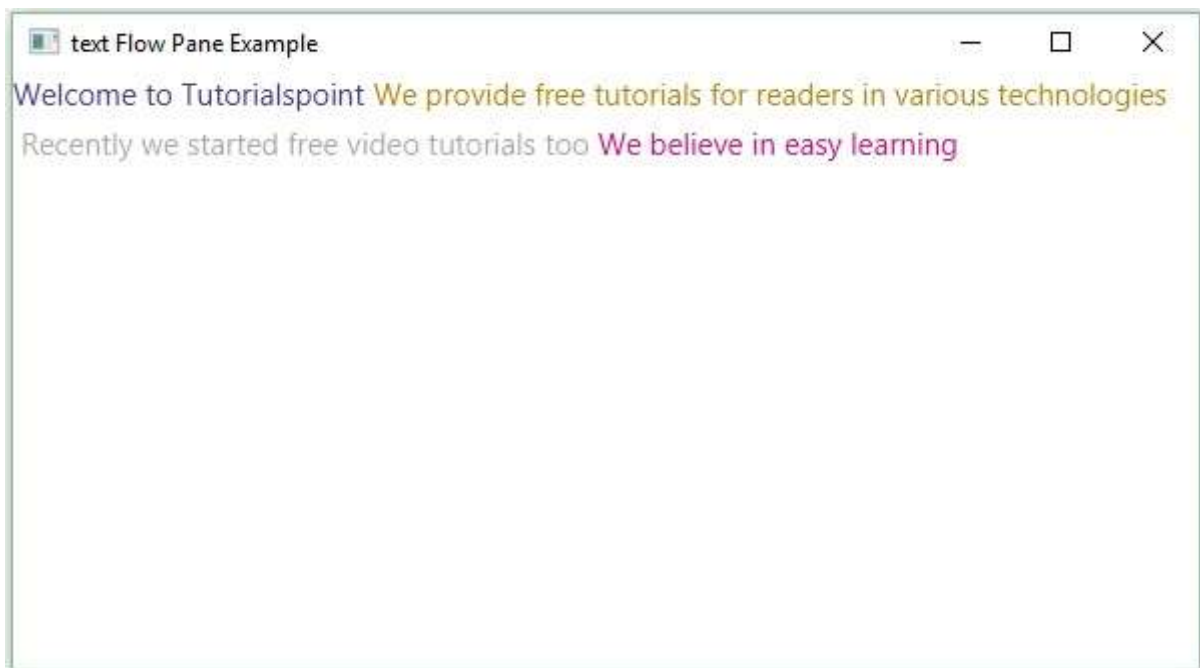 text Flow Pane Example
Welcome to Tutorialspoint We provide free tutorials for readers in various technologies
Recently we started free video tutorials too We believe in easy learning